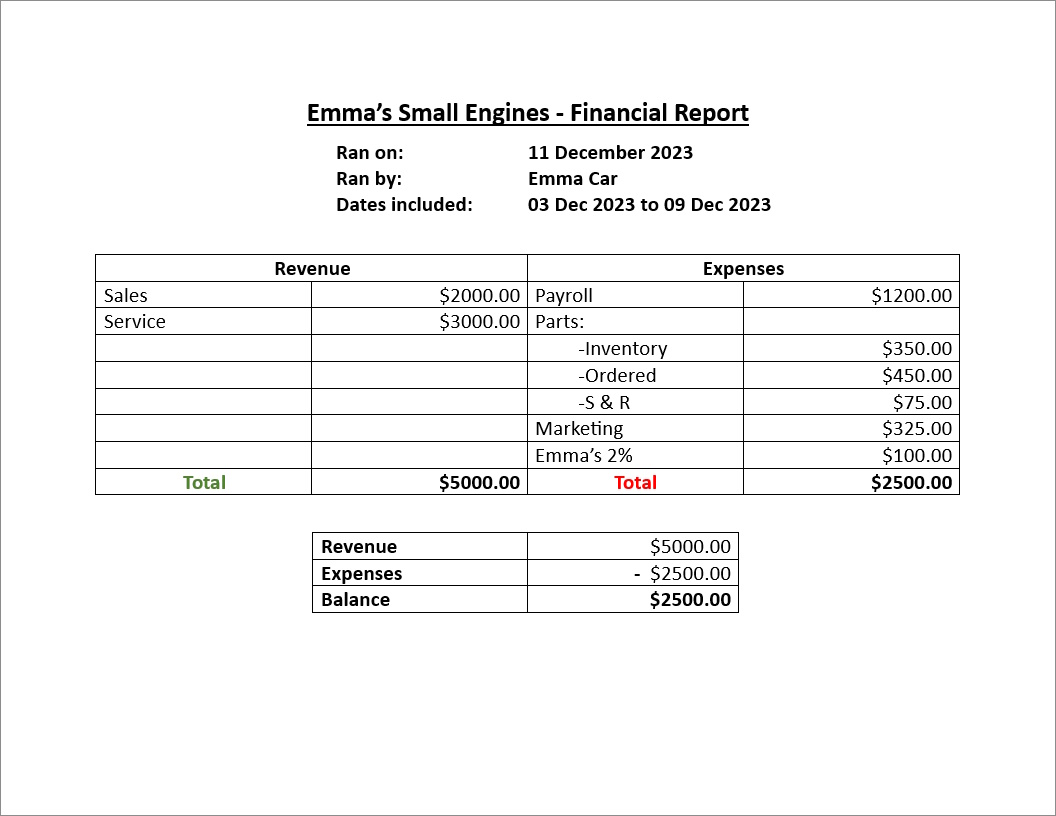 Emma’s Small Engines - Financial Report
Ran on: 11 December 2023
Ran by: Emma Car
Dates included: 03 Dec 2023 to 09 Dec 2023
Revenue Expenses
Sales $2000.00 Payroll $1200.00
Service $3000.00 Parts:
-Inventory $350.00
-Ordered $450.00
-S & R $75.00
Marketing $325.00
Emma’s 2% $100.00
Total $5000.00 Total $2500.00
Revenue $5000.00
Expenses - $2500.00
Balance $2500.00